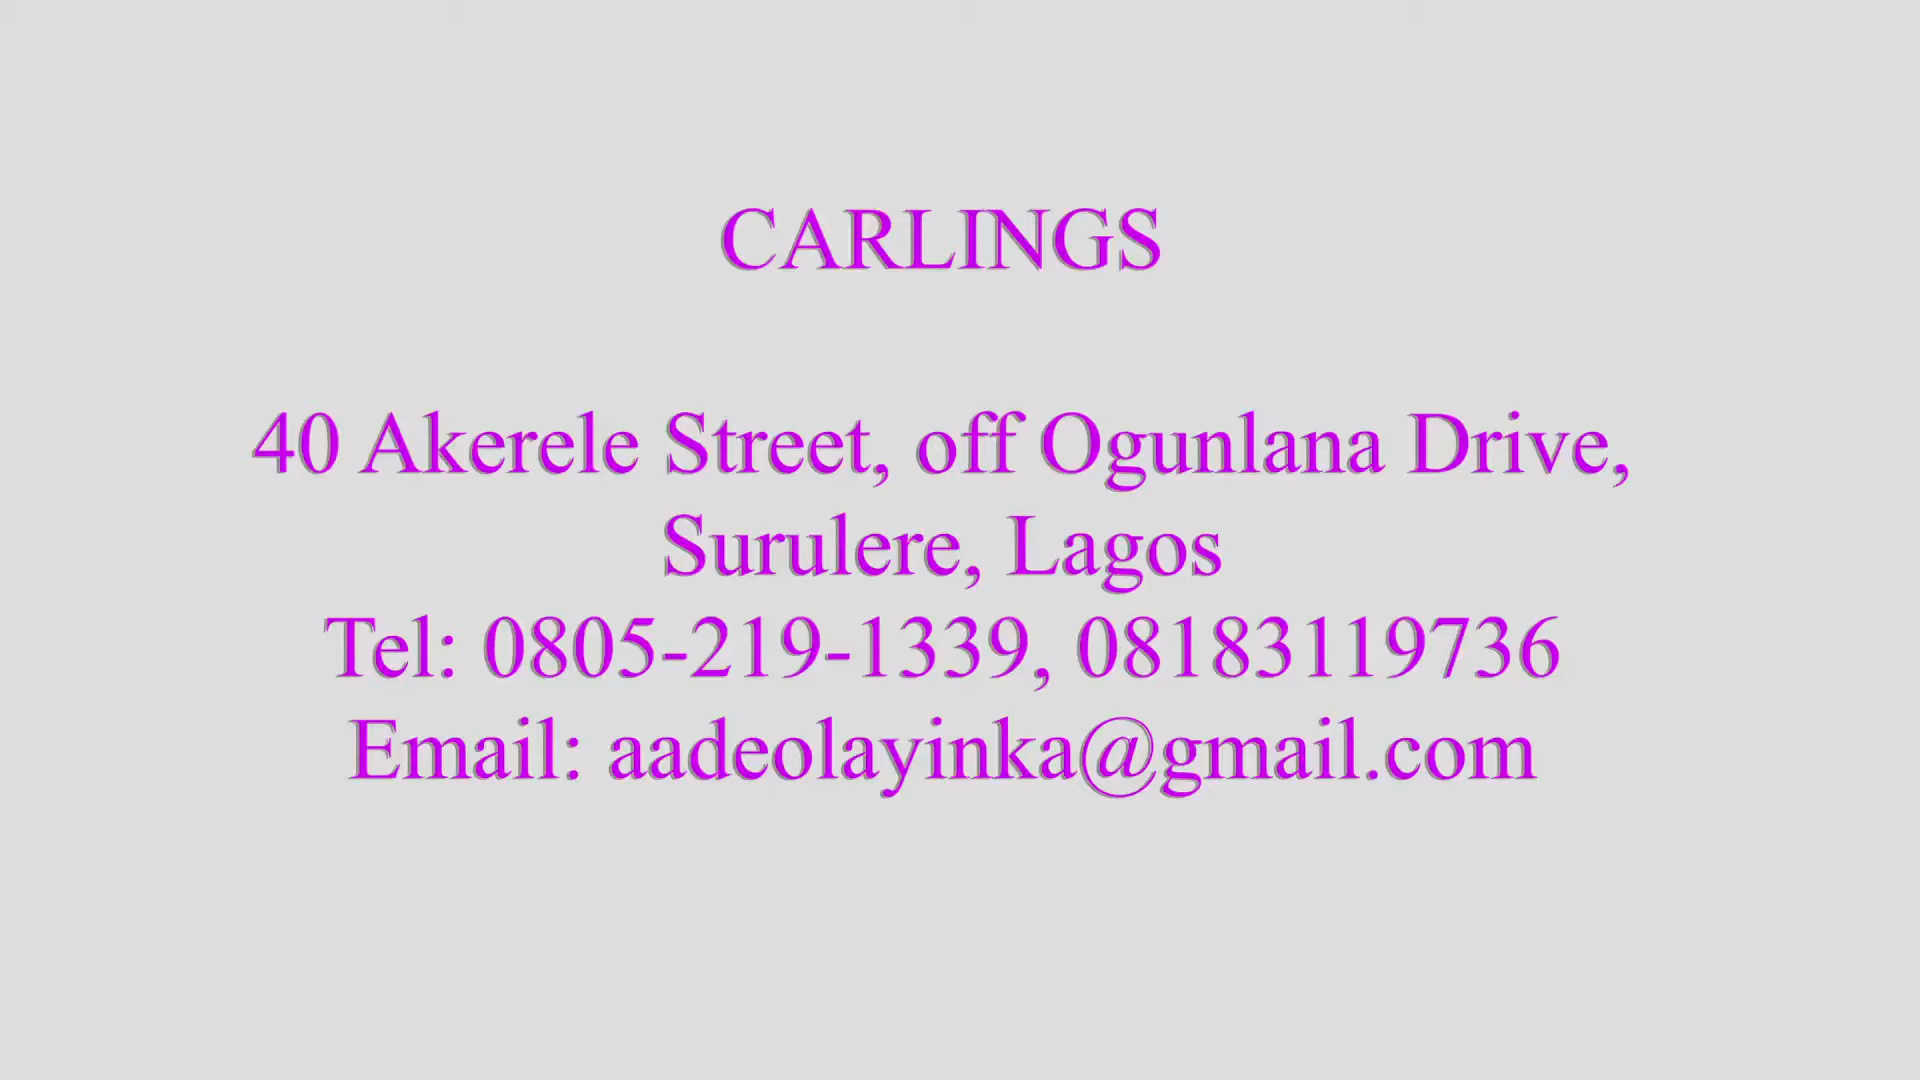 CARLINGS
40 Akerele Street, off Ogunlana Drive,
Surulere, Lagos
Tel: 0805-219-1339, 08183119736
Email: aadeolayinka@gmail.com